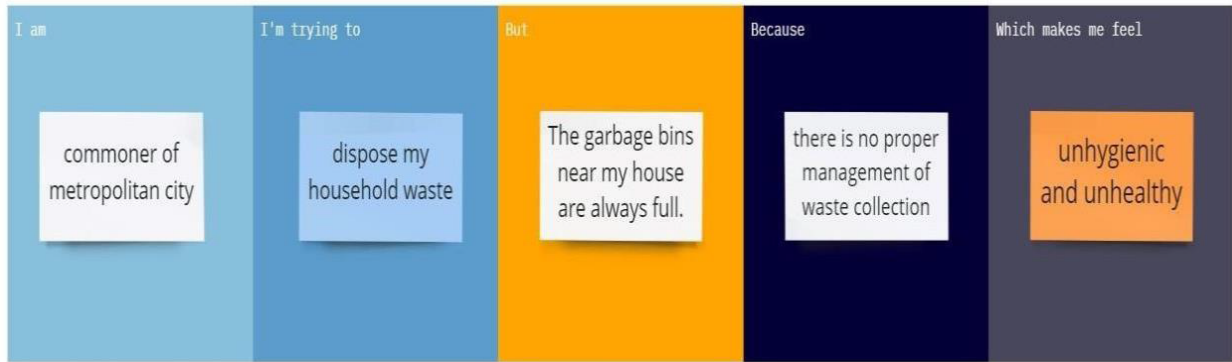 I am
commoner of
metropolitan city
I'm trying to
dispose my
household waste
But
The garbage bins
near my house
are always full.
Because
there is no proper
management of
waste collection
Which makes me feel
unhygienic
and unhealthy